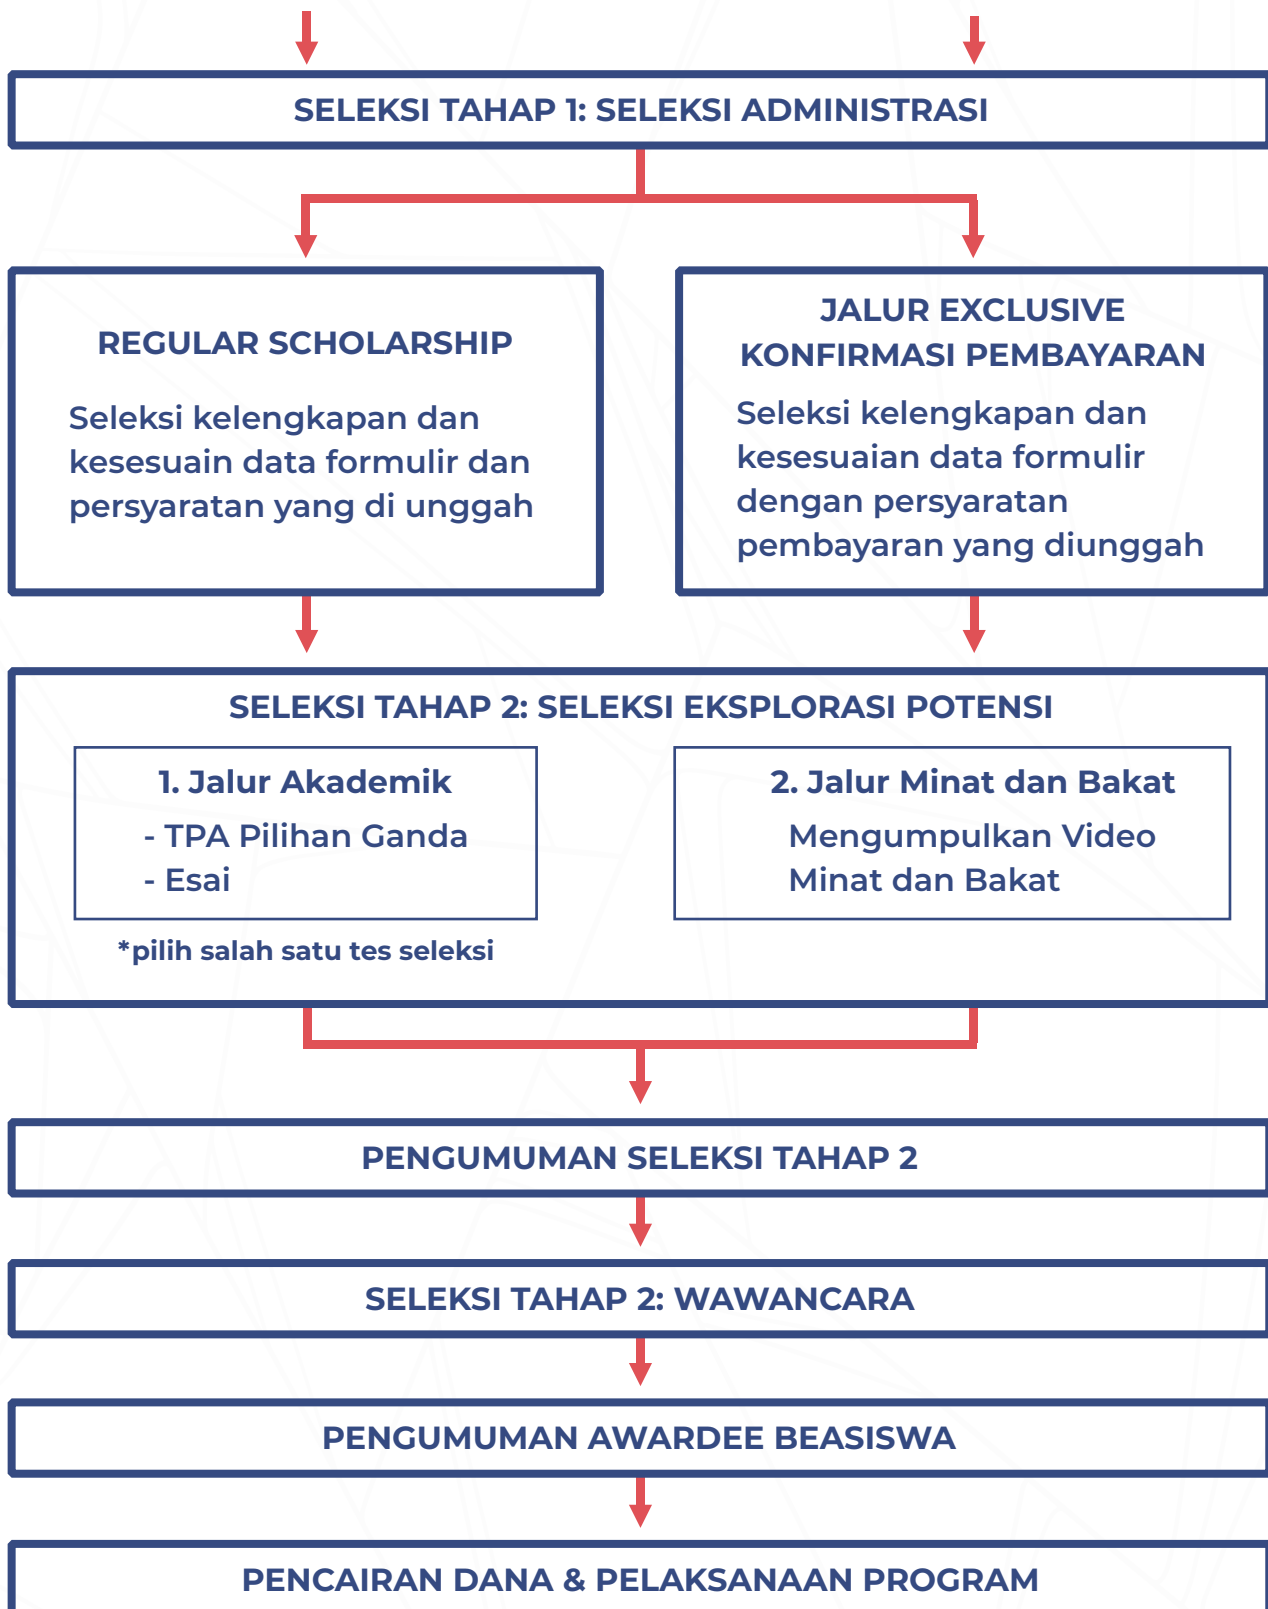 SELEKSI TAHAP 1: SELEKSI ADMINISTRASI
REGULAR SCHOLARSHIP
Seleksi kelengkapan dan
kesesuain data formulir dan
persyaratan yang di unggah
JALUR EXCLUSIVE
KONFIRMASI PEMBAYARAN
Seleksi kelengkapan dan
kesesuaian data formulir
dengan persyaratan
pembayaran yang diunggah
SELEKSI TAHAP 2: SELEKSI EKSPLORASI POTENSI
1. Jalur Akademik
- TPA Pilihan Ganda
- Esai
*pilih salah satu tes seleksi
2. Jalur Minat dan Bakat
Mengumpulkan Video
Minat dan Bakat
PENGUMUMAN SELEKSI TAHAP 2
SELEKSI TAHAP 2: WAWANCARA
PENGUMUMAN AWARDEE BEASISWA
PENCAIRAN DANA & PELAKSANAAN PROGRAM